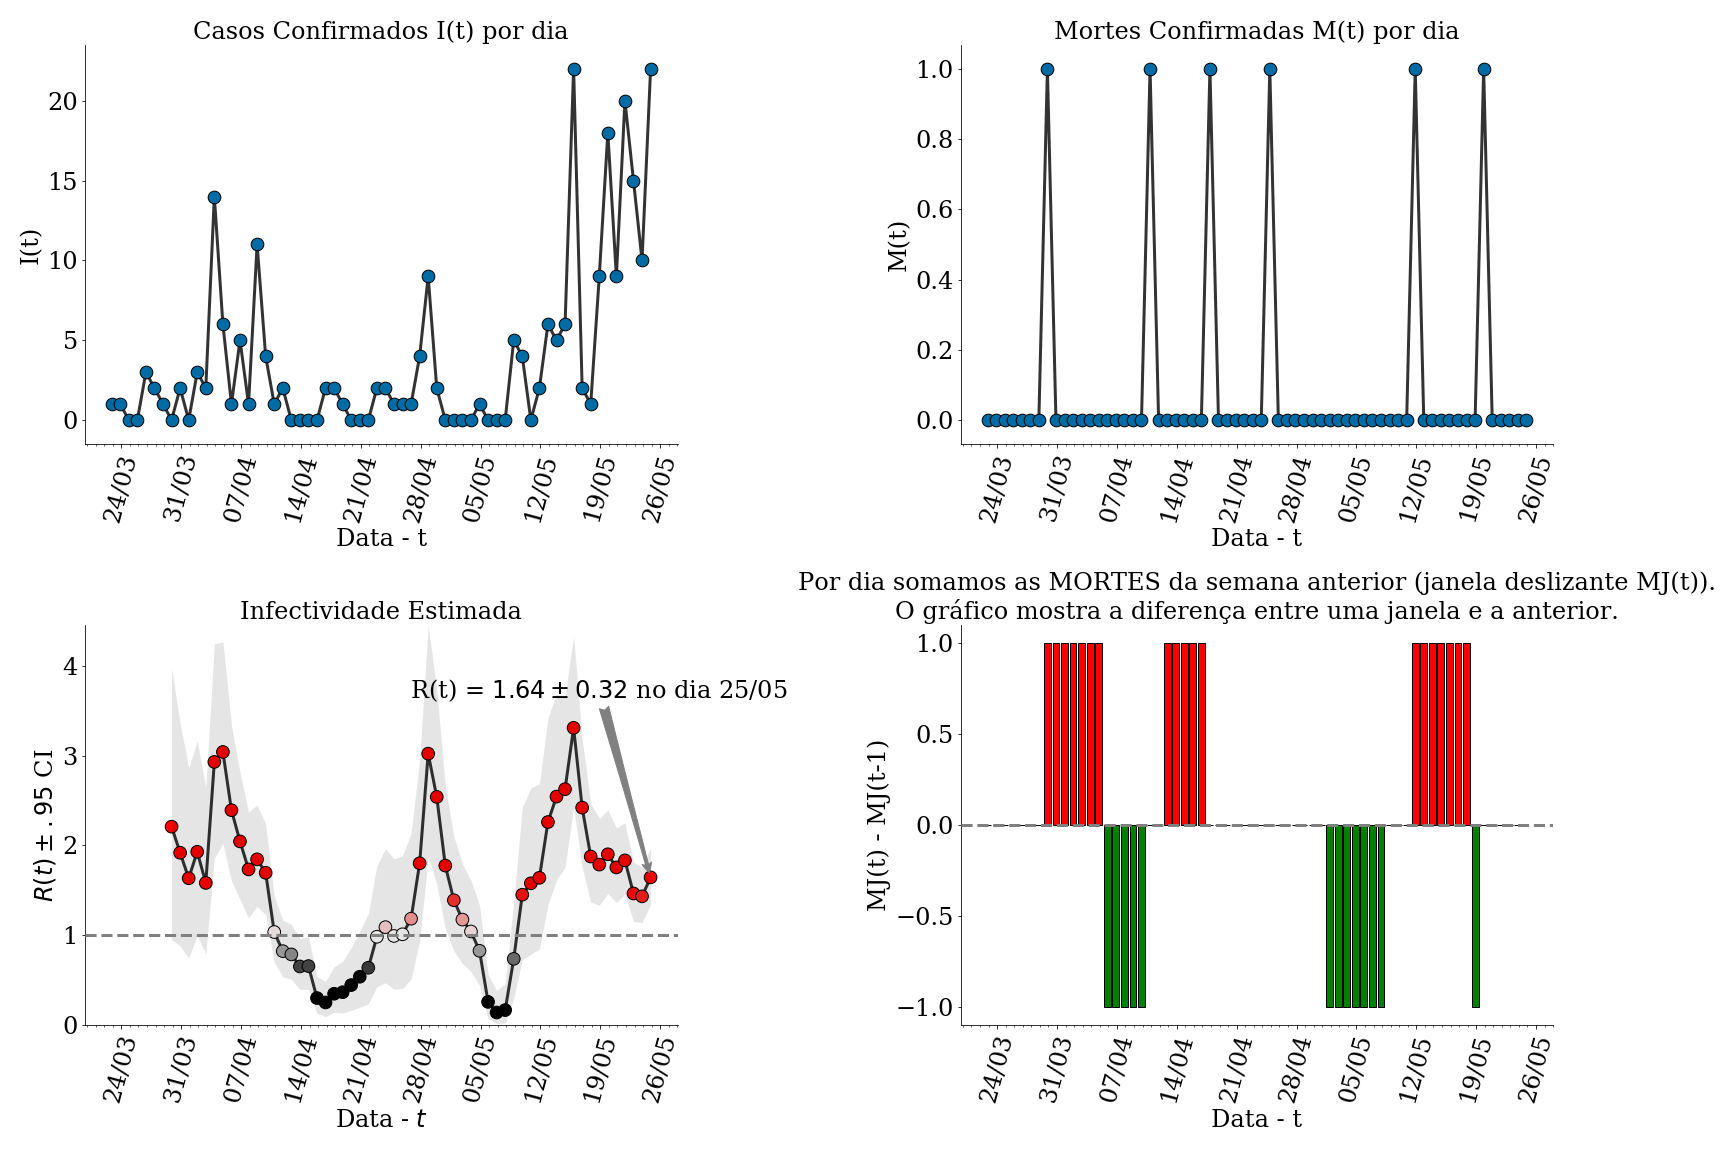 Casos Confirmados I(t) por dia
I(t)
20
15
10
5
0
24/03 31/03 07/04 14/04 21/04 28/04 05/05 12/05 19/05 26/05
Data - t
Mortes Confirmadas M(t) por dia
M(t)
1.0
0.8
0.6
0.4
0.2
0.0
24/03 31/03 07/04 14/04 21/04 28/04 05/05 12/05 19/05 26/05
Data - t
Infectividade Estimada
R(t) ± .95 CI
4
3
2
1
0
R(t) = 1.64 ± 0.32 no dia 25/05
24/03 31/03 07/04 14/04 21/04 28/04 05/05 12/05 19/05 26/05
Data - t
Por dia somamos as MORTES da semana anterior (janela deslizante MJ(t)).
O gráfico mostra a diferença entre uma janela e a anterior.
MJ(t) - MJ(t-1)
1.0
0.5
0.0
−0.5
−1.0
24/03 31/03 07/04 14/04 21/04 28/04 05/05 12/05 19/05 26/05
Data - t